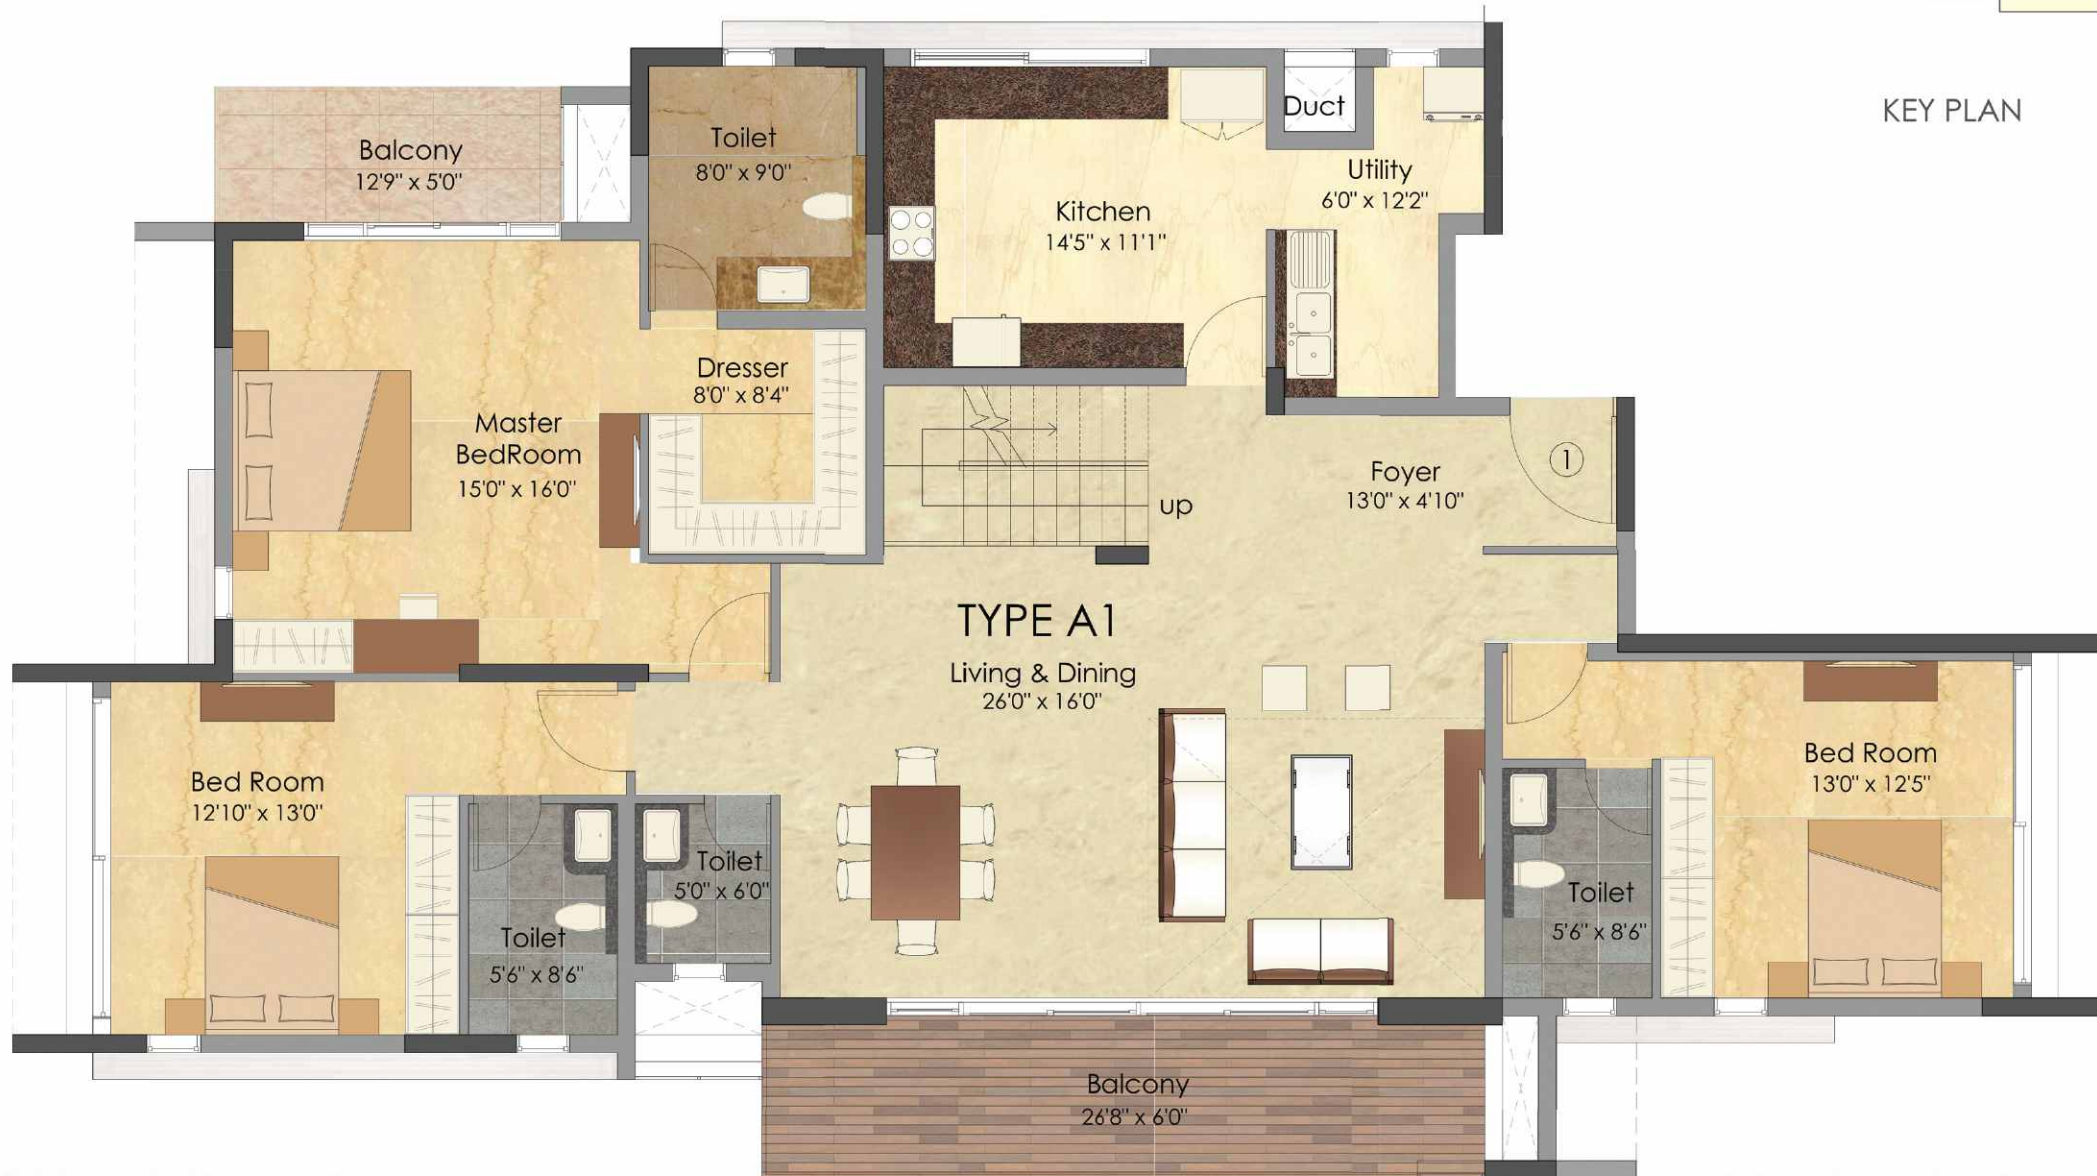 KEY PLAN
Balcony
12'9" x 5'0"
Toilet
8'0" x 9'0"
Duct
Utility
6'0" x 12'2"
Kitchen
14'5" x 11'1"
Dresser
8'0" x 8'4"
Master
BedRoom
15'0" x 16'0"
up
Foyer
13'0" x 4'10"
1
TYPE A1
Living & Dining
26'0" x 16'0"
Bed Room
12'10" x 13'0"
Bed Room
13'0" x 12'5"
Toilet
5'0" x 6'0"
Toilet
5'6" x 8'6"
Toilet
5'6" x 8'6"
Balcony
26'8" x 6'0"